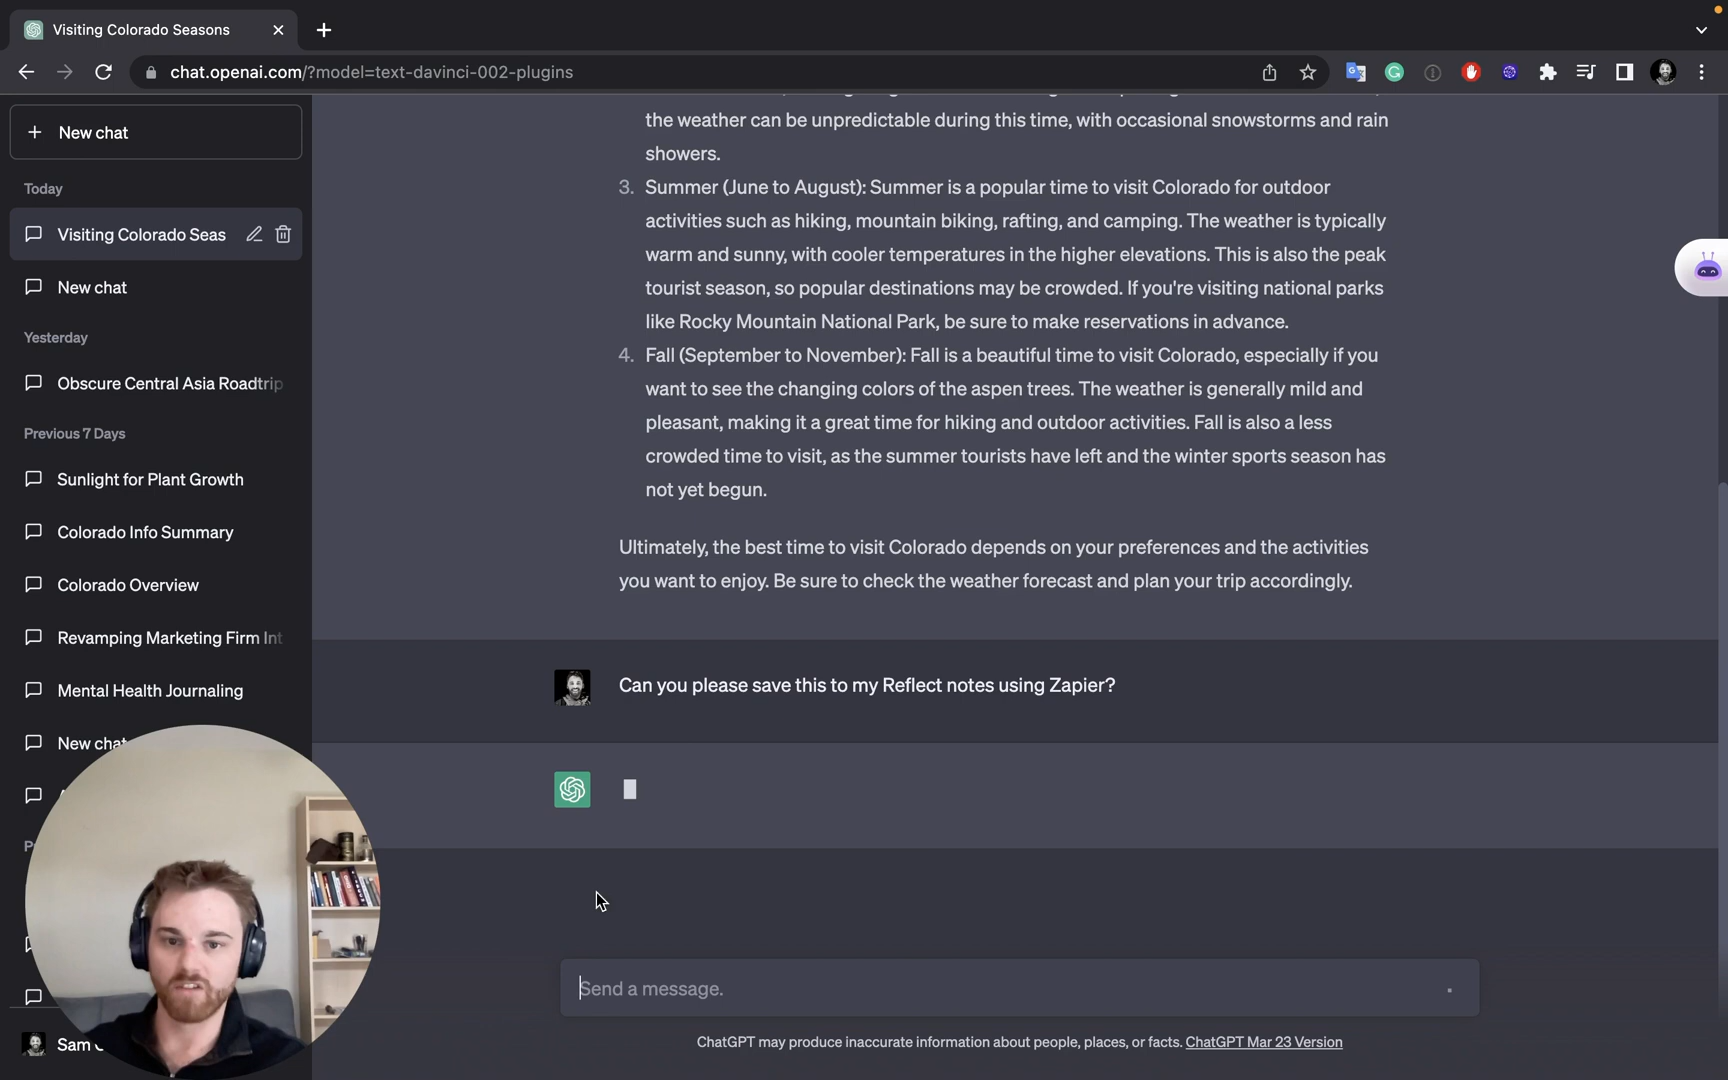 Visiting Colorado Seasons
chat.openai.com/?model=text-davinci-002-plugins
New chat
Today
Visiting Colorado Seas
New chat
Yesterday
Obscure Central Asia Roadtrip
Previous 7 Days
Sunlight for Plant Growth
Colorado Info Summary
Colorado Overview
Revamping Marketing Firm Int
Mental Health Journaling
New chat
Sam
the weather can be unpredictable during this time, with occasional snowstorms and rain
showers.
3. Summer (June to August): Summer is a popular time to visit Colorado for outdoor
activities such as hiking, mountain biking, rafting, and camping. The weather is typically
warm and sunny, with cooler temperatures in the higher elevations. This is also the peak
tourist season, so popular destinations may be crowded. If you're visiting national parks
like Rocky Mountain National Park, be sure to make reservations in advance.
4. Fall (September to November): Fall is a beautiful time to visit Colorado, especially if you
want to see the changing colors of the aspen trees. The weather is generally mild and
pleasant, making it a great time for hiking and outdoor activities. Fall is also a less
crowded time to visit, as the summer tourists have left and the winter sports season has
not yet begun.
Ultimately, the best time to visit Colorado depends on your preferences and the activities
you want to enjoy. Be sure to check the weather forecast and plan your trip accordingly.
Can you please save this to my Reflect notes using Zapier?
Send a message.
ChatGPT may produce inaccurate information about people, places, or facts. ChatGPT Mar 23 Version